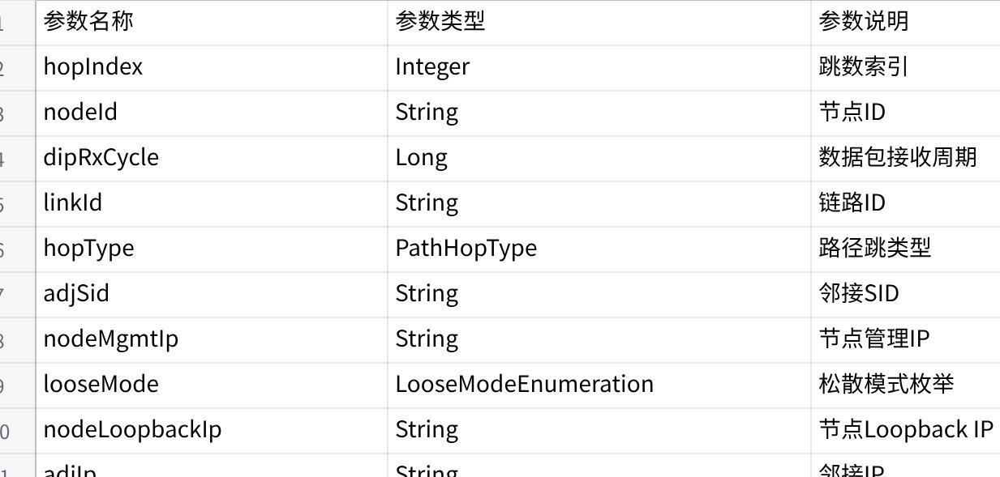 1 参数名称 参数类型 参数说明
2 hopIndex Integer 跳数索引
3 nodeId String 节点ID
4 dipRxCycle Long 数据包接收周期
5 linkId String 链路ID
6 hopType PathHopType 路径跳类型
7 adjSid String 邻接SID
8 nodeMgmtIp String 节点管理IP
9 looseMode LooseModeEnumeration 松散模式枚举
0 nodeLoopbackIp String 节点Loopback IP
1 adjIp String 邻接IP